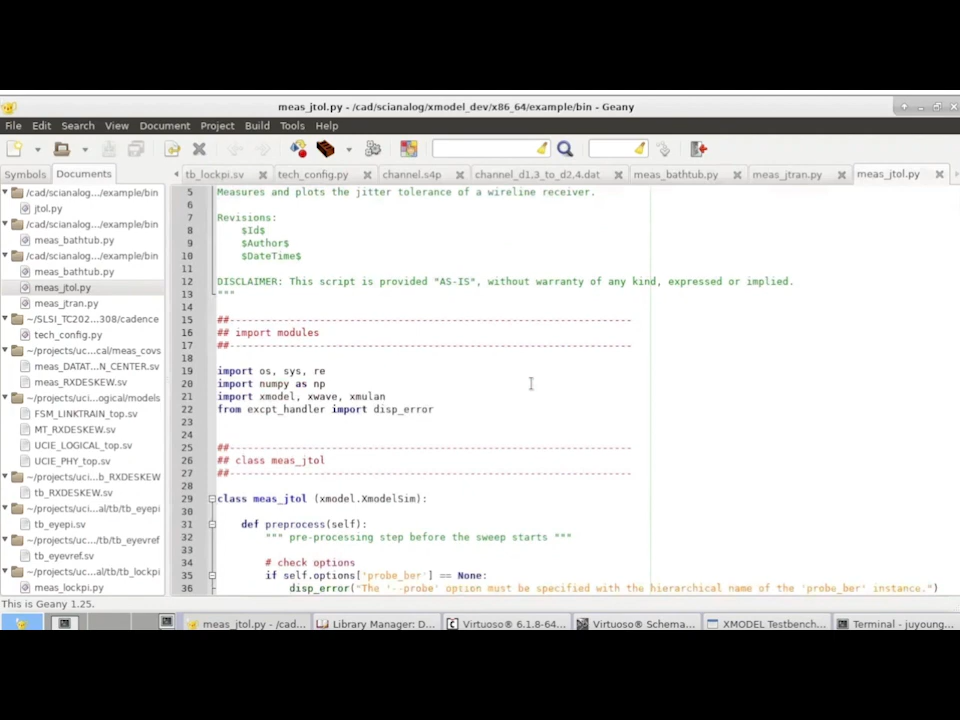 meas_jtol.py - /cad/scianalog/xmodel_dev/x86_64/example/bin - Geany
File Edit Search View Document Project Build Tools Help
Symbols Documents
tb_lockpi.sv tech_config.py channel.s4p channel_d1.3_to_d2.4.dat meas_bathtub.py meas_jtran.py meas_jtol.py
/cad/scianalog.../example/bin
jtol.py
/cad/scianalog.../example/bin
meas_bathtub.py
/cad/scianalog.../example/bin
meas_bathtub.py
meas_jtol.py
meas_jtran.py
~/SLSI_TC202...308/cadence
tech_config.py
~/projects/uc...cal/meas_covs
meas_DATAT...N_CENTER.sv
meas_RXDESKEW.sv
~/projects/uc...ogical/models
FSM_LINKTRAIN_top.sv
MT_RXDESKEW.sv
UCIE_LOGICAL_top.sv
UCIE_PHY_top.sv
~/projects/uci...b_RXDESKEW
tb_RXDESKEW.sv
~/projects/uci...al/tb/tb_eyepi
tb_eyepi.sv
~/projects/uc.../tb/tb_eyevref
tb_eyevref.sv
~/projects/uci...al/tb/tb_lockpi
meas_lockpi.py
5 Measures and plots the jitter tolerance of a wireline receiver.
6
7 Revisions:
8 $Id$
9 $Author$
10 $DateTime$
11
12 DISCLAIMER: This script is provided "AS-IS", without warranty of any kind, expressed or implied.
13 """
14
15 ##-------------------------------------------------------------------
16 ## import modules
17 ##-------------------------------------------------------------------
18
19 import os, sys, re
20 import numpy as np
21 import xmodel, xwave, xmulan
22 from excpt_handler import disp_error
23
24
25 ##-------------------------------------------------------------------
26 ## class meas_jtol
27 ##-------------------------------------------------------------------
28
29 class meas_jtol (xmodel.XmodelSim):
30
31 def preprocess(self):
32 """ pre-processing step before the sweep starts """
33
34 # check options
35 if self.options['probe_ber'] == None:
36 disp_error("The '--probe' option must be specified with the hierarchical name of the 'probe_ber' instance.")
This is Geany 1.25.
meas_jtol.py - /cad... Library Manager: D... Virtuoso® 6.1.8-64... Virtuoso® Schema... XMODEL Testbench... Terminal - juyoung...